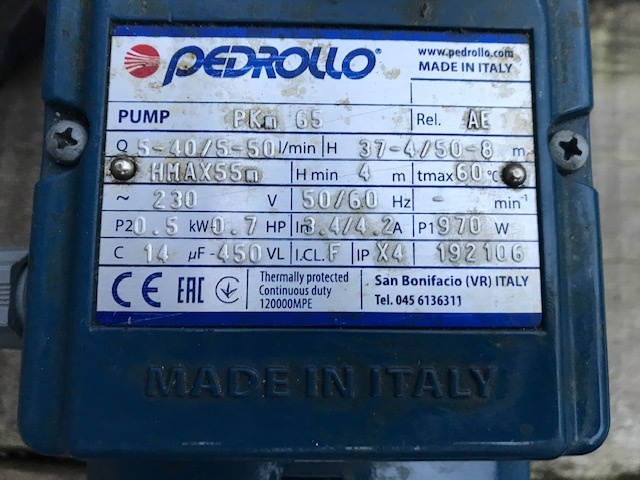 PEDROLLO®
www.pedrollo.com
MADE IN ITALY
PUMP PKm 65 Rel. AE
Q 5-40/5-50 l/min H 37-4/50-8 m
HMAX55m H min 4 m tmax 60 °C
~ 230 V 50/60 Hz - min⁻¹
P2 0.5 kW 0.7 HP In 3.4/4.2 A P1 970 W
C 14 µF-450 VL I.CL. F IP X4 192106
CE EAC Thermally protected
Continuous duty
120000MPE
San Bonifacio (VR) ITALY
Tel. 045 6136311
MADE IN ITALY